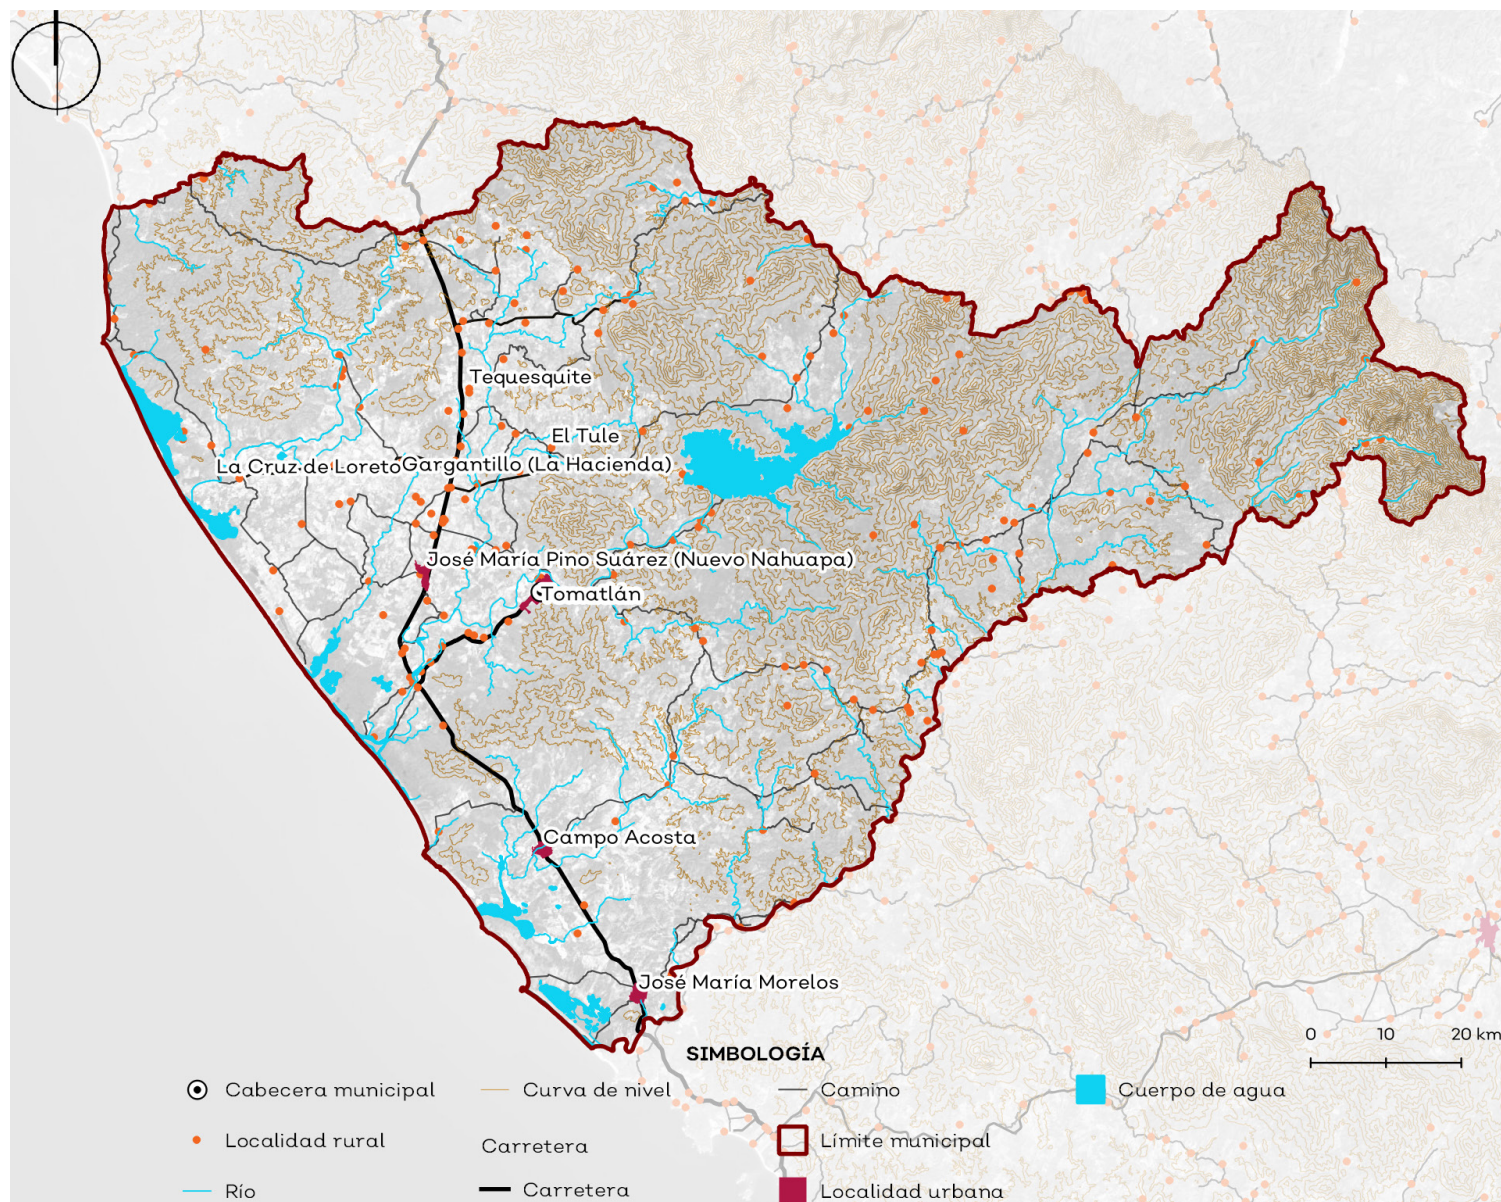 Tequesquite
El Tule
La Cruz de Loreto
Gargantillo (La Hacienda)
José María Pino Suárez (Nuevo Nahuapa)
Tomatlán
Campo Acosta
José María Morelos
0 10 20 km
SIMBOLOGÍA
Cabecera municipal
Curva de nivel
Camino
Cuerpo de agua
Localidad rural
Carretera
Límite municipal
Río
Carretera
Localidad urbana